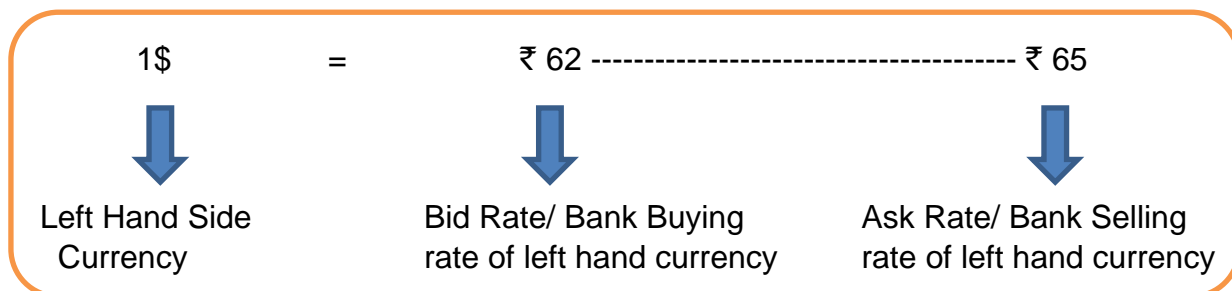 1$ = ₹ 62 ---------------------------------------- ₹ 65
Left Hand Side Bid Rate/ Bank Buying Ask Rate/ Bank Selling
Currency rate of left hand currency rate of left hand currency